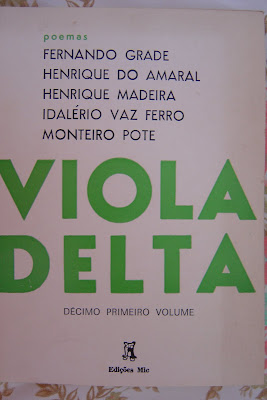 poemas
FERNANDO GRADE
HENRIQUE DO AMARAL
HENRIQUE MADEIRA
IDALÉRIO VAZ FERRO
MONTEIRO POTE
VIOLA
DELTA
DÉCIMO PRIMEIRO VOLUME
Edições Mic